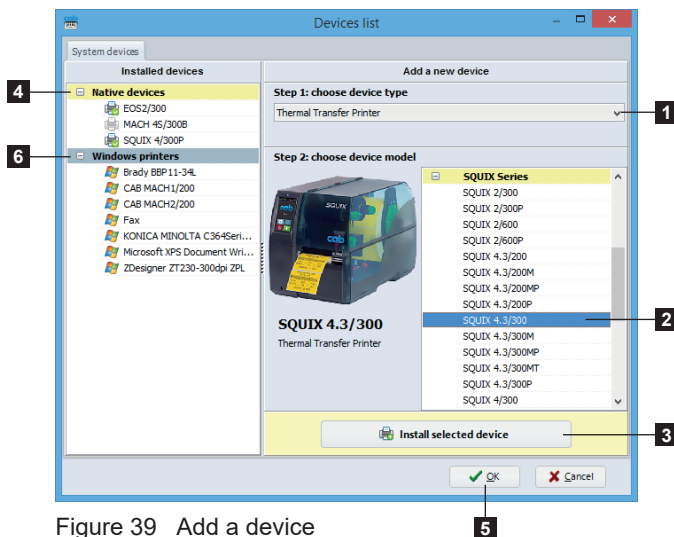 Devices list
System devices
Installed devices
Native devices
EOS2/300
MACH 4S/300B
SQUIX 4/300P
Windows printers
Brady BBP11-34L
CAB MACH1/200
CAB MACH2/200
Fax
KONICA MINOLTA C364Seri...
Microsoft XPS Document Wri...
ZDesigner ZT230-300dpi ZPL
Add a new device
Step 1: choose device type
Thermal Transfer Printer
Step 2: choose device model
SQUIX
cab
cab
SQUIX 4.3/300
Thermal Transfer Printer
SQUIX Series
SQUIX 2/300
SQUIX 2/300P
SQUIX 2/600
SQUIX 2/600P
SQUIX 4.3/200
SQUIX 4.3/200M
SQUIX 4.3/200MP
SQUIX 4.3/200P
SQUIX 4.3/300
SQUIX 4.3/300M
SQUIX 4.3/300MP
SQUIX 4.3/300MT
SQUIX 4.3/300P
SQUIX 4/300
Install selected device
OK
Cancel
4
6
1
2
3
5
Figure 39 Add a device